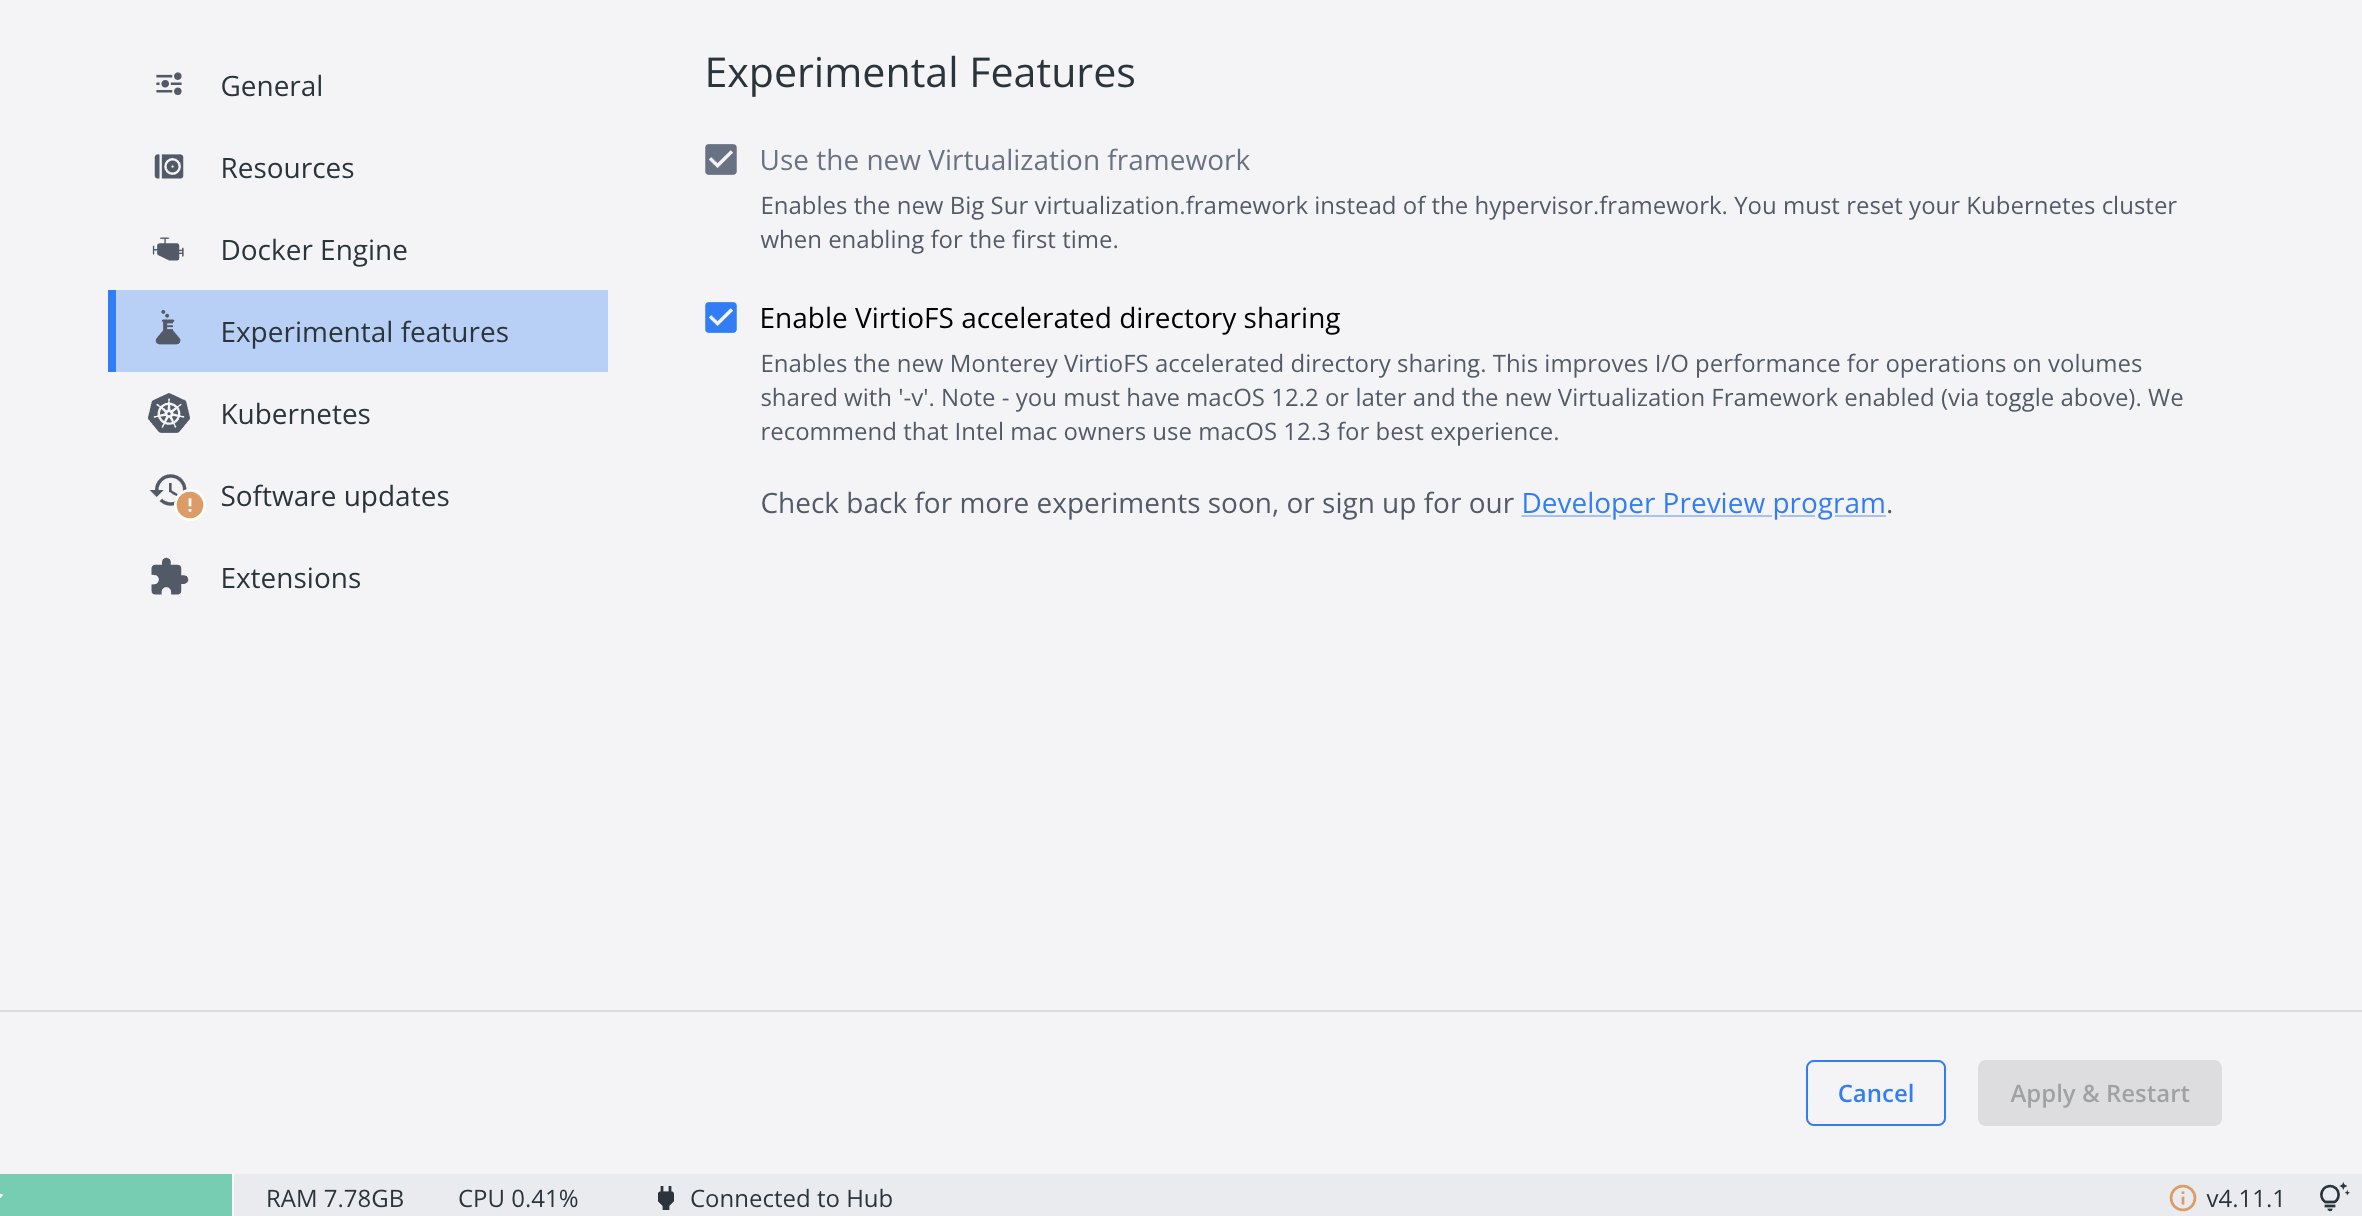 General
Resources
Docker Engine
Experimental features
Kubernetes
Software updates
Extensions
Experimental Features
Use the new Virtualization framework
Enables the new Big Sur virtualization.framework instead of the hypervisor.framework. You must reset your Kubernetes cluster
when enabling for the first time.
Enable VirtioFS accelerated directory sharing
Enables the new Monterey VirtioFS accelerated directory sharing. This improves I/O performance for operations on volumes
shared with '-v'. Note - you must have macOS 12.2 or later and the new Virtualization Framework enabled (via toggle above). We
recommend that Intel mac owners use macOS 12.3 for best experience.
Check back for more experiments soon, or sign up for our Developer Preview program.
Cancel
Apply & Restart
RAM 7.78GB CPU 0.41% Connected to Hub v4.11.1